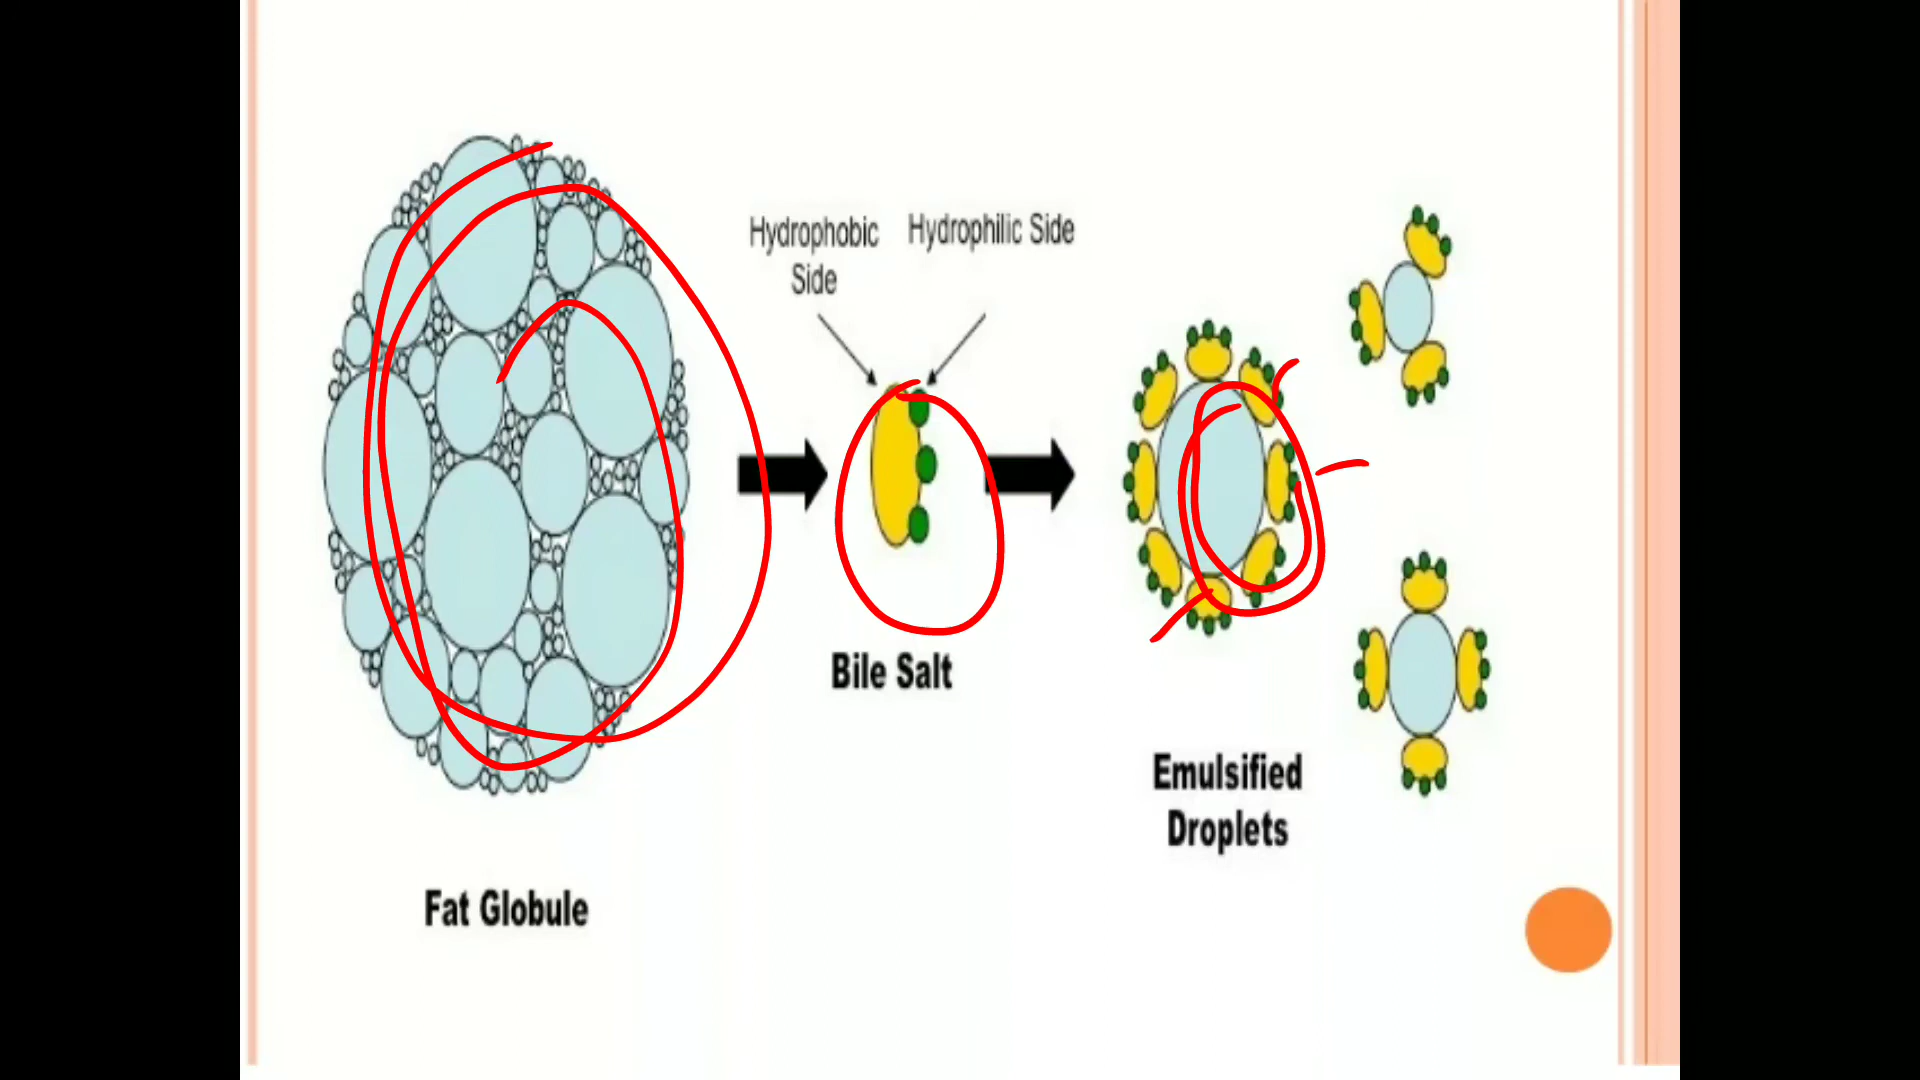 Hydrophobic
Side
Hydrophilic Side
Bile Salt
Emulsified
Droplets
Fat Globule